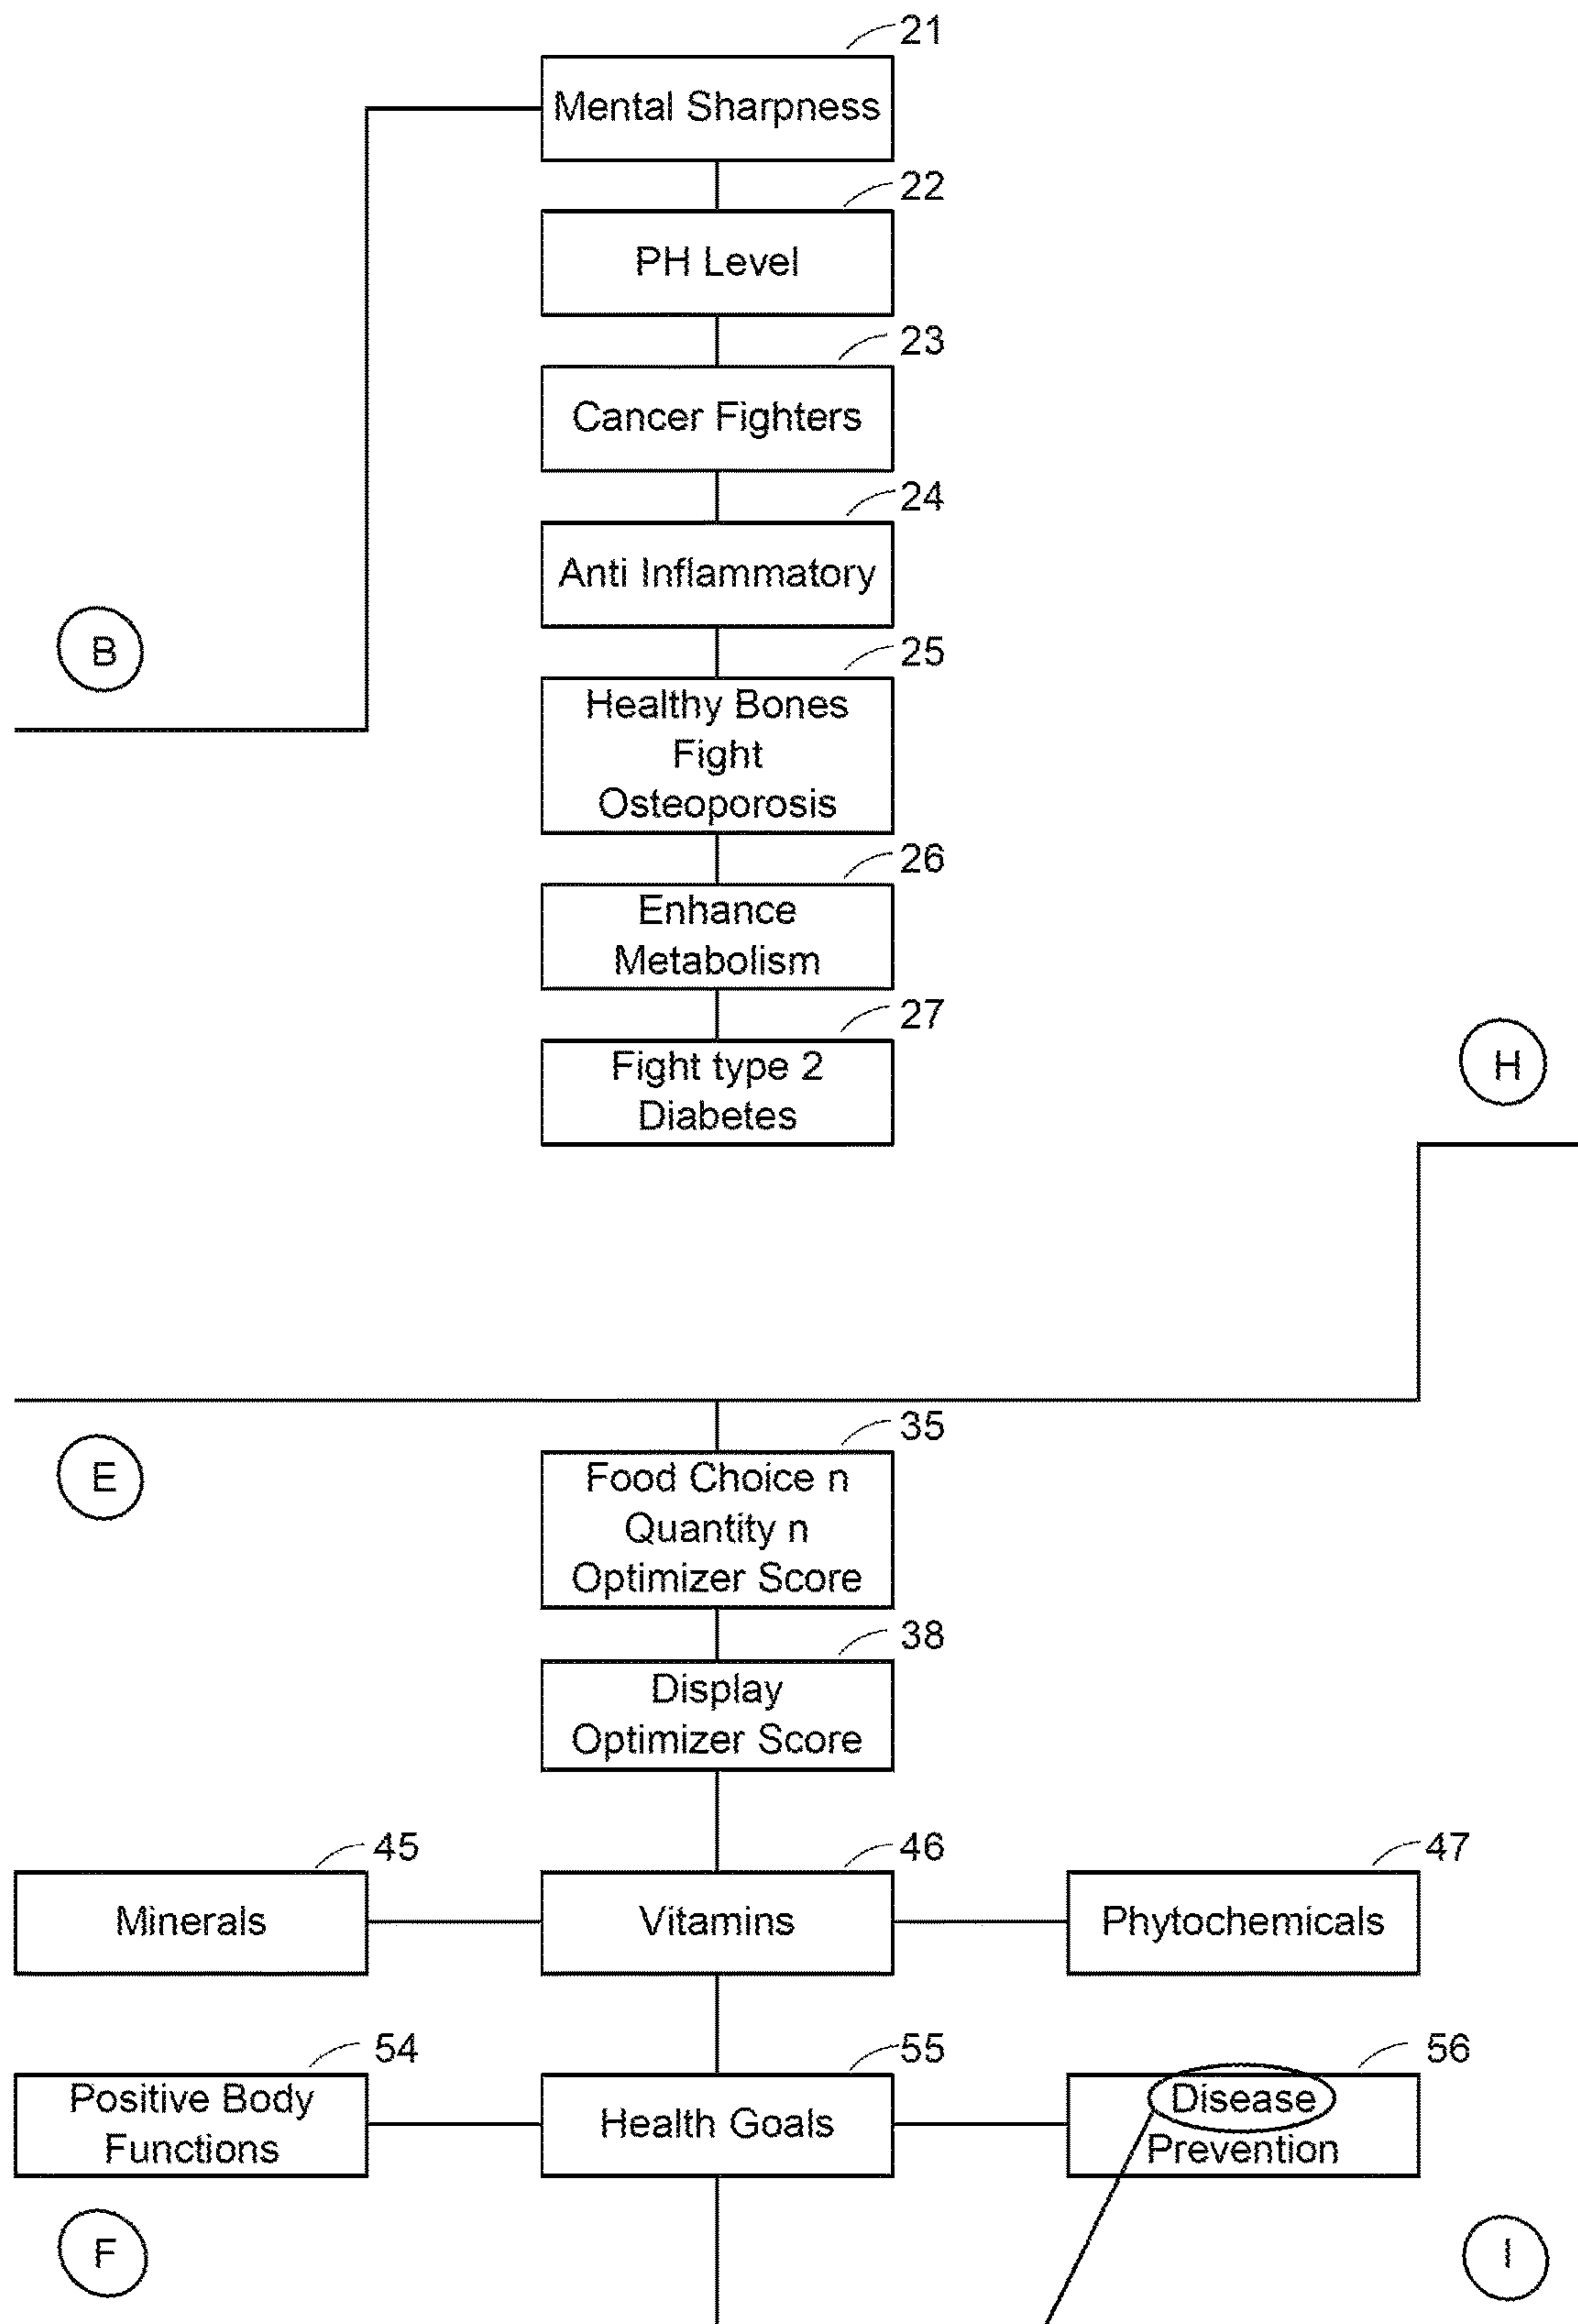 21
Mental Sharpness
22
PH Level
23
Cancer Fighters
24
Anti Inflammatory
B
25
Healthy Bones
Fight
Osteoporosis
26
Enhance
Metabolism
27
Fight type 2
Diabetes
H
E
35
Food Choice n
Quantity n
Optimizer Score
38
Display
Optimizer Score
45
Minerals
46
Vitamins
47
Phytochemicals
54
Positive Body
Functions
55
Health Goals
56
Disease
Prevention
F
I